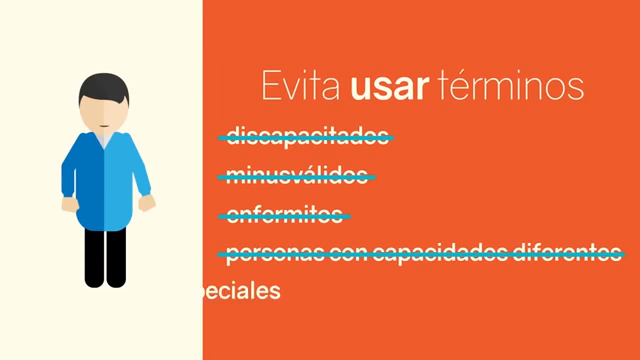 Evita usar términos
discapacitados
minusválidos
enfermitos
personas con capacidades diferentes
peciales